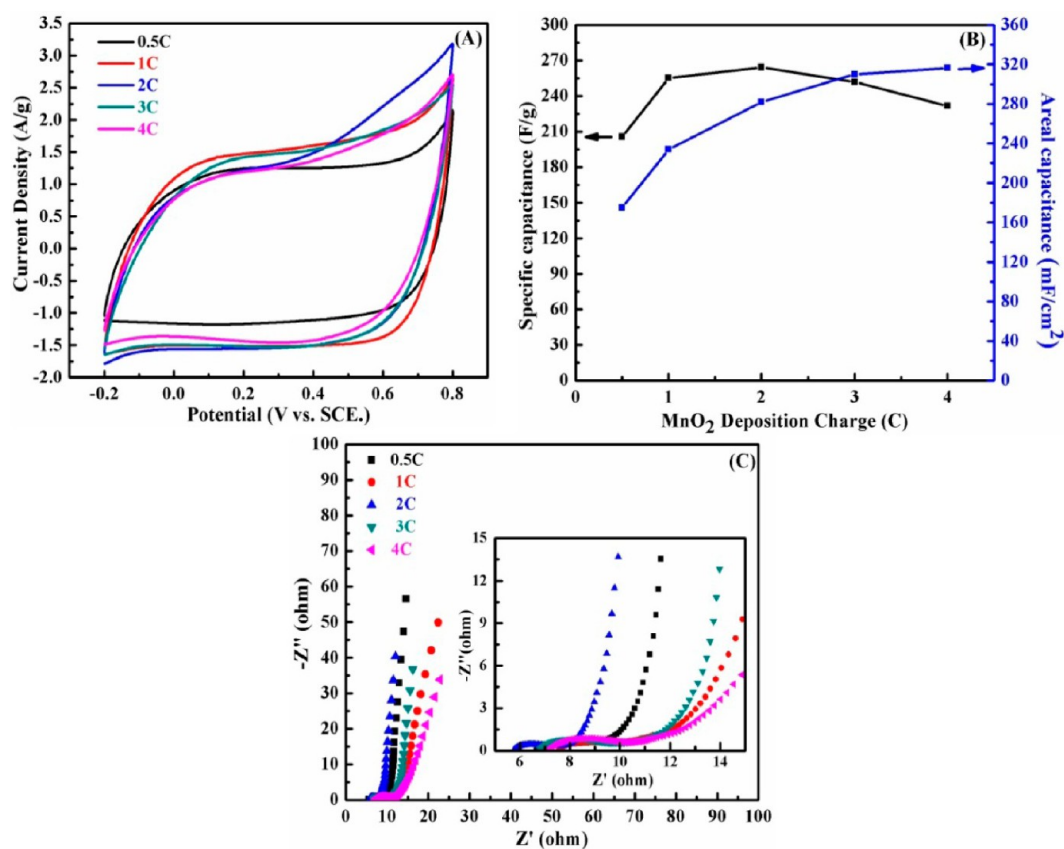 (A)
3.5
3.0
2.5
2.0
1.5
1.0
0.5
0.0
-0.5
-1.0
-1.5
-2.0
0.5C
1C
2C
3C
4C
Current Density (A/g)
-0.2 0.0 0.2 0.4 0.6 0.8
Potential (V vs. SCE.)
(B)
300
270
240
210
180
150
120
90
60
30
0
Specific capacitance (F/g)
360
320
280
240
200
160
120
80
40
0
Areal capacitance (mF/cm2)
0 1 2 3 4
MnO2 Deposition Charge (C)
(C)
100
90
80
70
60
50
40
30
20
10
0
0.5C
1C
2C
3C
4C
-Z'' (ohm)
15
12
9
6
3
0
-Z''(ohm)
6 8 10 12 14
Z' (ohm)
0 10 20 30 40 50 60 70 80 90 100
Z' (ohm)